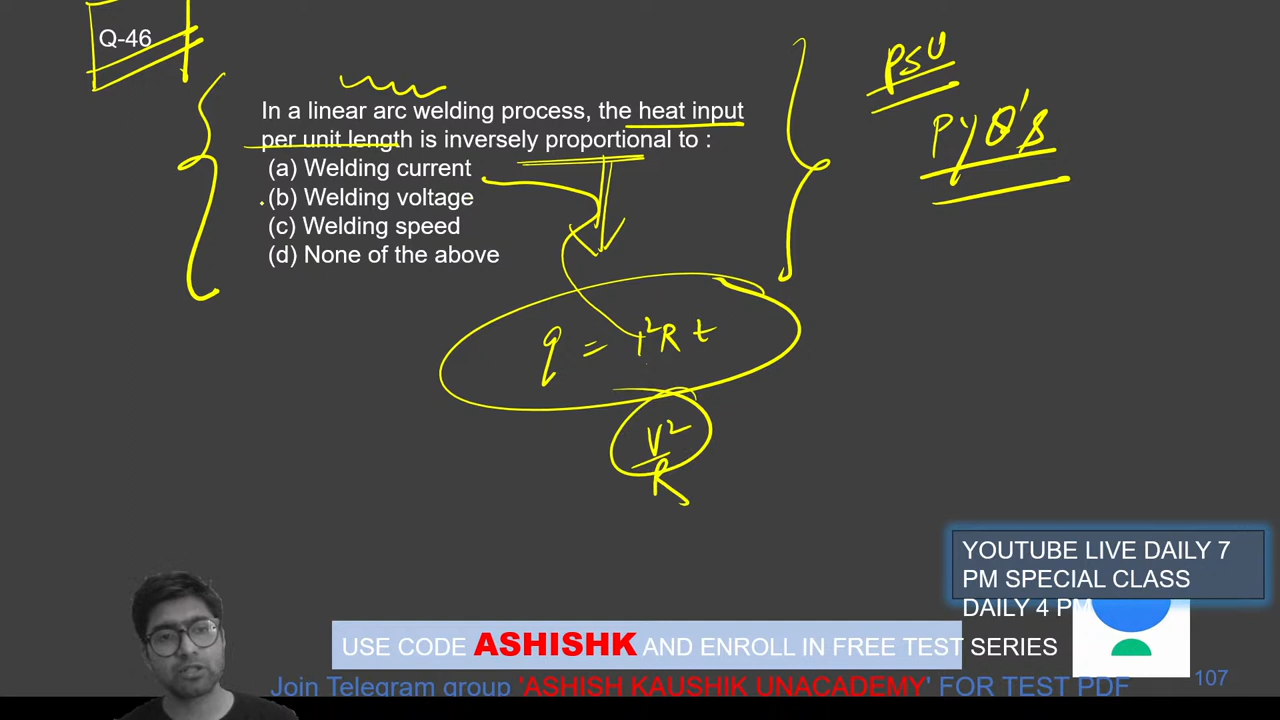 Q-46
PSU
PYQ's
In a linear arc welding process, the heat input
per unit length is inversely proportional to :
(a) Welding current
(b) Welding voltage
(c) Welding speed
(d) None of the above
q = I²Rt
V²
R
YOUTUBE LIVE DAILY 7
PM SPECIAL CLASS
DAILY 4 PM
USE CODE ASHISHK AND ENROLL IN FREE TEST SERIES
Join Telegram group 'ASHISH KAUSHIK UNACADEMY' FOR TEST PDF
107